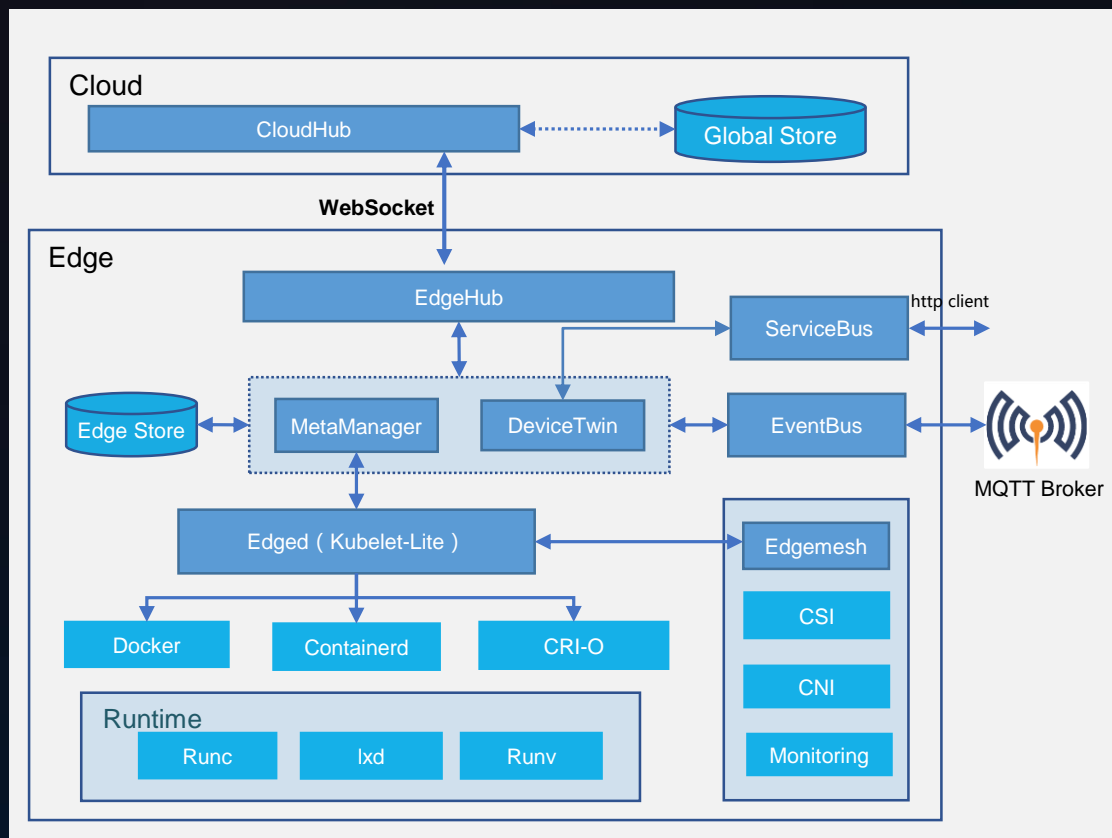 Cloud
CloudHub
Global Store
WebSocket
Edge
EdgeHub
http client
ServiceBus
Edge Store
MetaManager
DeviceTwin
EventBus
MQTT Broker
Edged（Kubelet-Lite）
Edgemesh
CSI
CNI
Monitoring
Docker
Containerd
CRI-O
Runtime
Runc
lxd
Runv